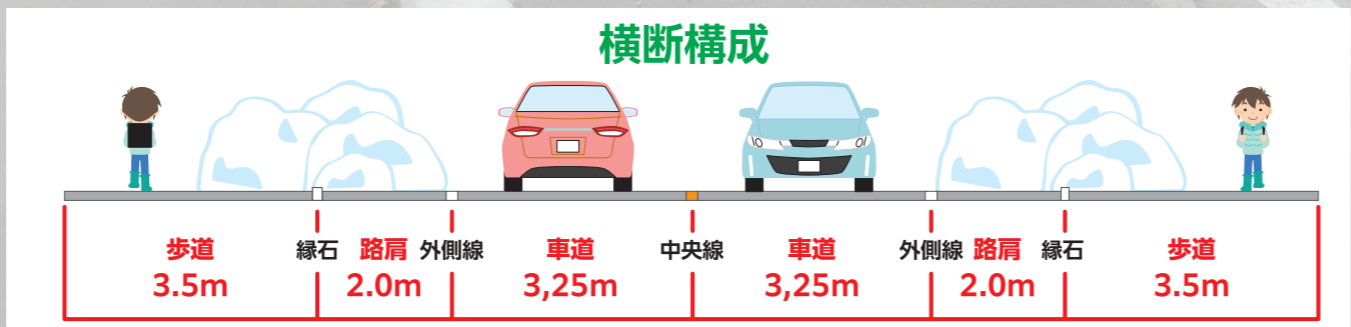 横断構成
歩道 縁石 路肩 外側線 車道 中央線 車道 外側線 路肩 縁石 歩道
3.5m 2.0m 3,25m 3,25m 2.0m 3.5m